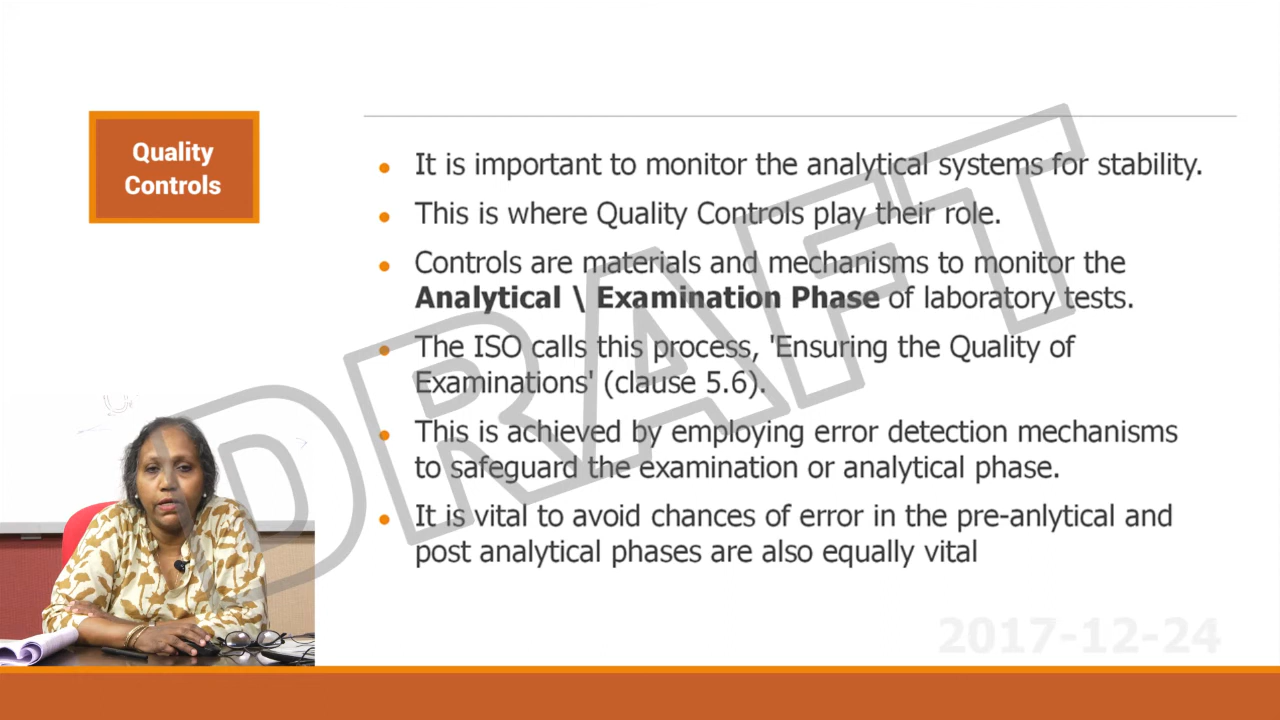 Quality
Controls
It is important to monitor the analytical systems for stability.
This is where Quality Controls play their role.
Controls are materials and mechanisms to monitor the
Analytical \ Examination Phase of laboratory tests.
The ISO calls this process, 'Ensuring the Quality of
Examinations' (clause 5.6).
This is achieved by employing error detection mechanisms
to safeguard the examination or analytical phase.
It is vital to avoid chances of error in the pre-anlytical and
post analytical phases are also equally vital
DRAFT
2017-12-24